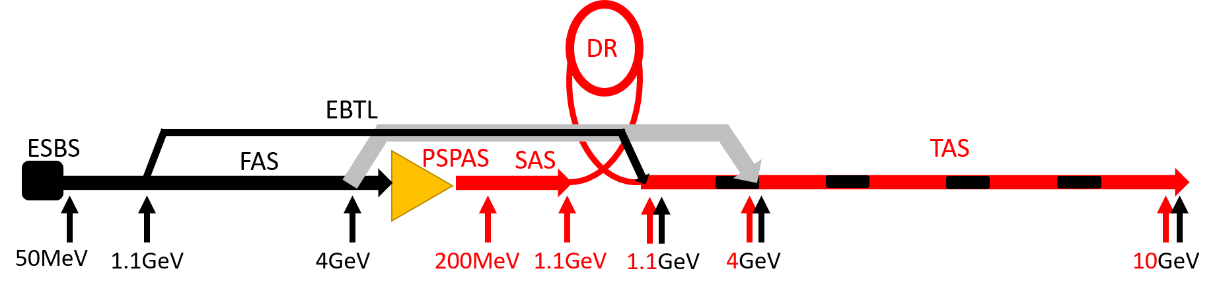 DR
EBTL
ESBS
FAS
PSPAS
SAS
TAS
50MeV
1.1GeV
4GeV
200MeV
1.1GeV
1.1GeV
4GeV
10GeV